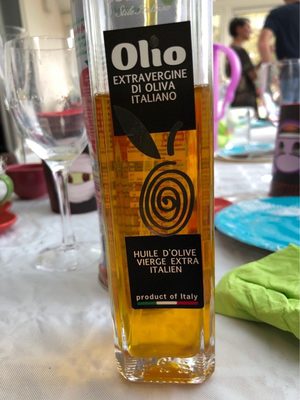 Olio
EXTRAVERGINE
DI OLIVA
ITALIANO
HUILE D'OLIVE
VIERGE EXTRA
ITALIEN
product of Italy